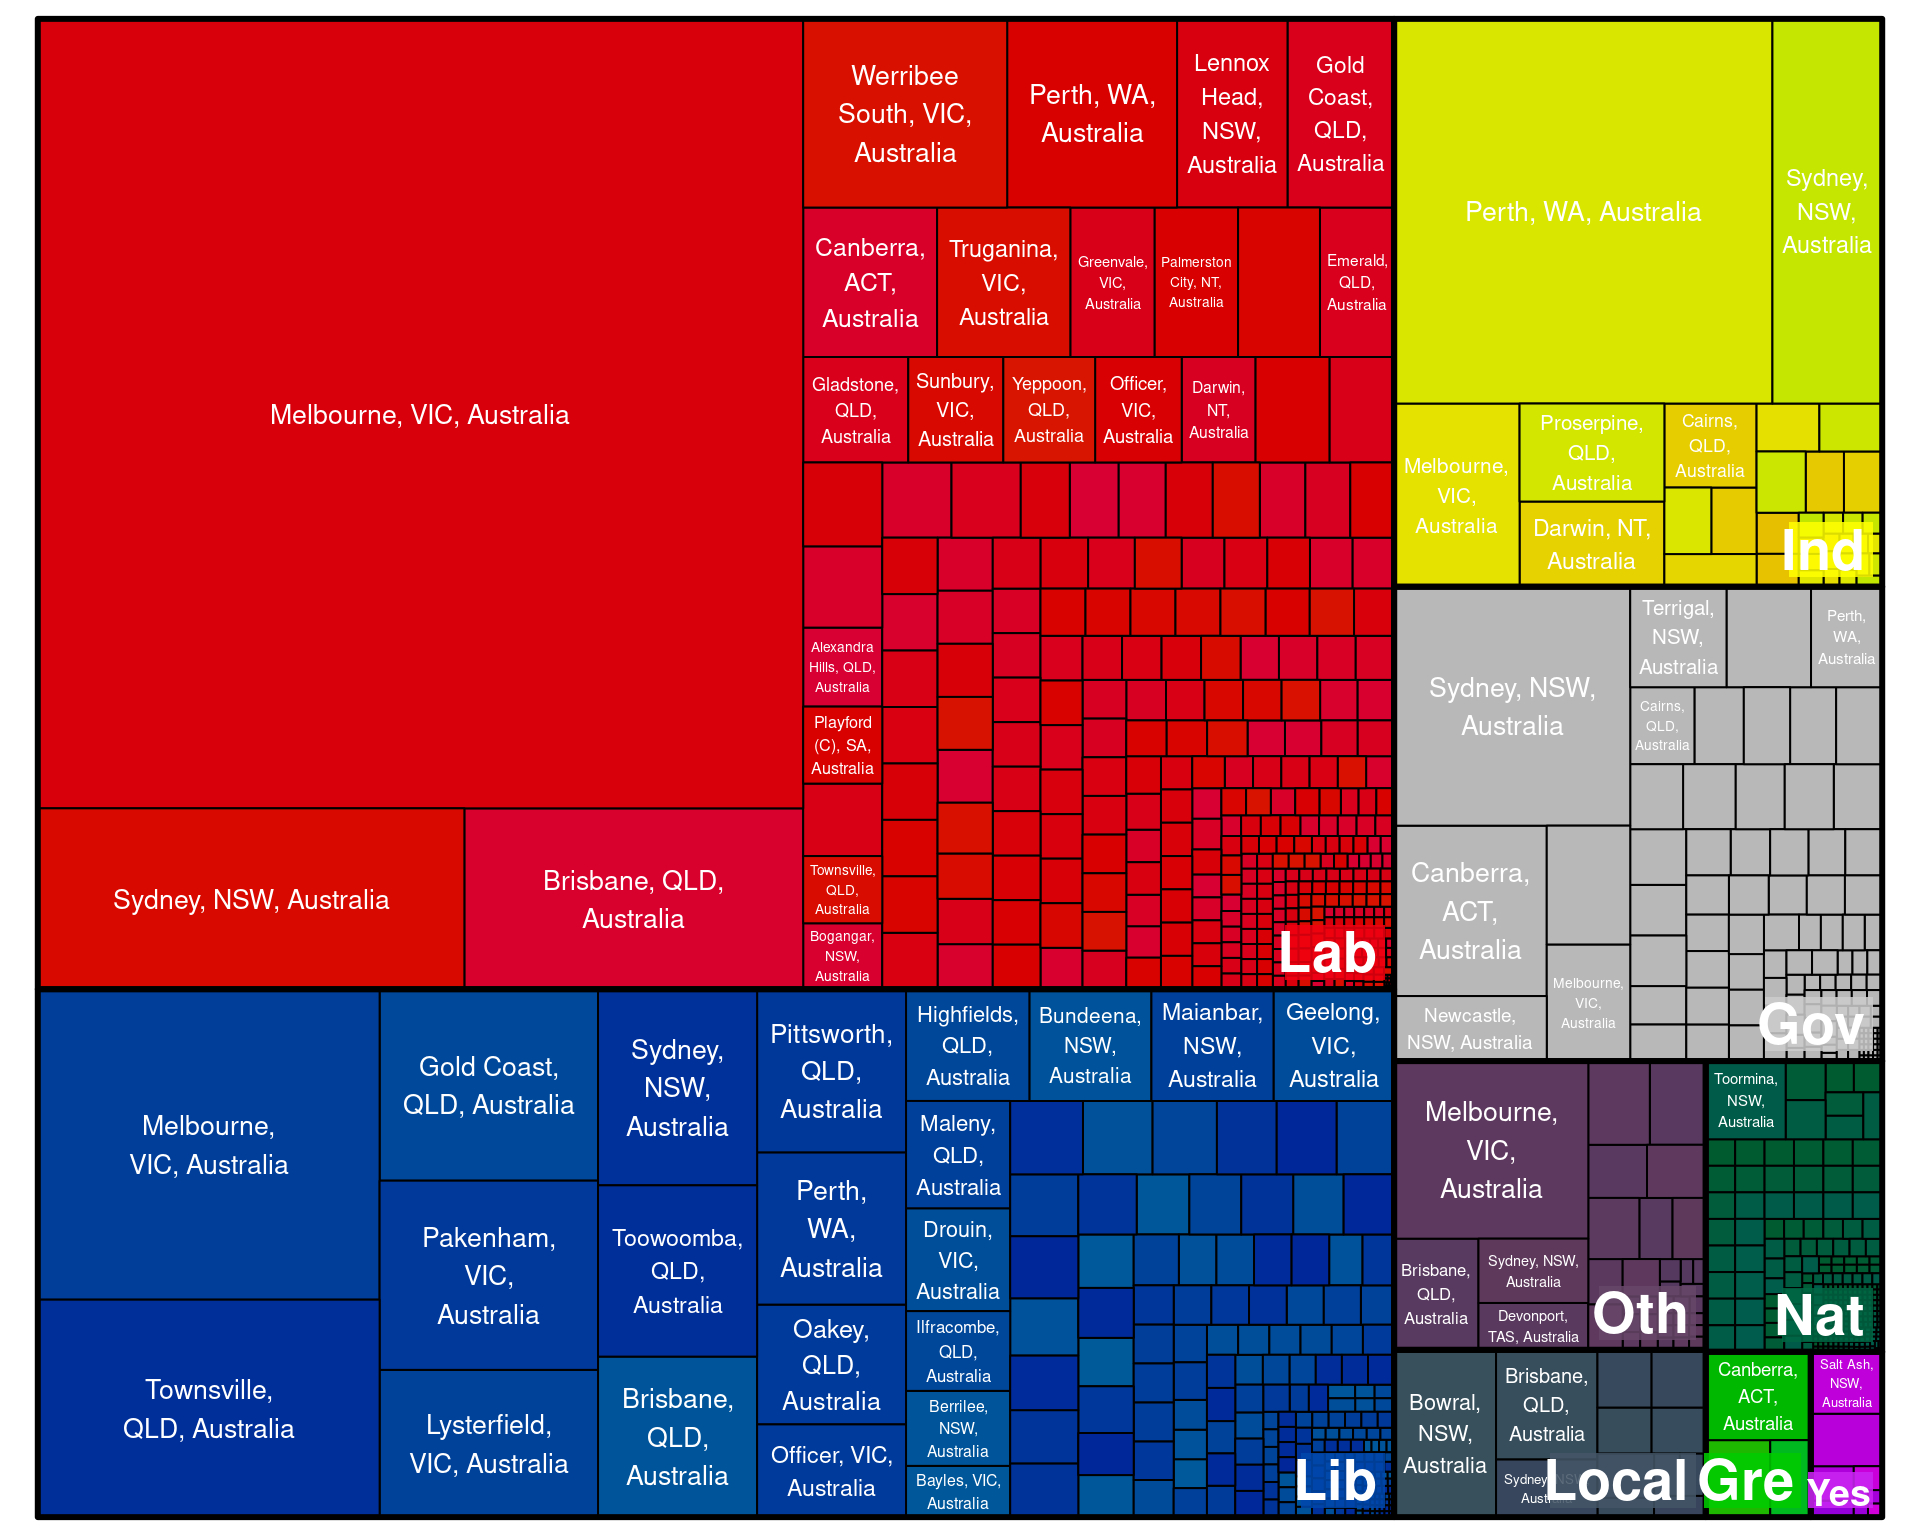 Melbourne, VIC, Australia
Sydney, NSW, Australia
Brisbane, QLD,
Australia
Werribee
South, VIC,
Australia
Perth, WA,
Australia
Lennox
Head,
NSW,
Australia
Gold
Coast,
QLD,
Australia
Canberra,
ACT,
Australia
Truganina,
VIC,
Australia
Greenvale,
VIC,
Australia
Palmerston
City, NT,
Australia
Emerald,
QLD,
Australia
Gladstone,
QLD,
Australia
Sunbury,
VIC,
Australia
Yeppoon,
QLD,
Australia
Officer,
VIC,
Australia
Darwin,
NT,
Australia
Alexandra
Hills, QLD,
Australia
Playford
(C), SA,
Australia
Townsville,
QLD,
Australia
Bogangar,
NSW,
Australia
Lab
Perth, WA, Australia
Sydney,
NSW,
Australia
Melbourne,
VIC,
Australia
Proserpine,
QLD,
Australia
Darwin, NT,
Australia
Cairns,
QLD,
Australia
Ind
Sydney, NSW,
Australia
Terrigal,
NSW,
Australia
Perth,
WA,
Australia
Cairns,
QLD,
Australia
Canberra,
ACT,
Australia
Newcastle,
NSW, Australia
Melbourne,
VIC,
Australia
Gov
Melbourne,
VIC, Australia
Townsville,
QLD, Australia
Gold Coast,
QLD, Australia
Pakenham,
VIC,
Australia
Lysterfield,
VIC, Australia
Sydney,
NSW,
Australia
Toowoomba,
QLD,
Australia
Brisbane,
QLD,
Australia
Pittsworth,
QLD,
Australia
Perth,
WA,
Australia
Oakey,
QLD,
Australia
Officer, VIC,
Australia
Highfields,
QLD,
Australia
Bundeena,
NSW,
Australia
Maianbar,
NSW,
Australia
Geelong,
VIC,
Australia
Maleny,
QLD,
Australia
Drouin,
VIC,
Australia
Ilfracombe,
QLD,
Australia
Berrilee,
NSW,
Australia
Bayles, VIC,
Australia
Lib
Melbourne,
VIC,
Australia
Brisbane,
QLD,
Australia
Sydney, NSW,
Australia
Devonport,
TAS, Australia
Oth
Toormina,
NSW,
Australia
Nat
Bowral,
NSW,
Australia
Brisbane,
QLD,
Australia
Sydney, NSW,
Australia
Local
Canberra,
ACT,
Australia
Gre
Salt Ash,
NSW,
Australia
Yes